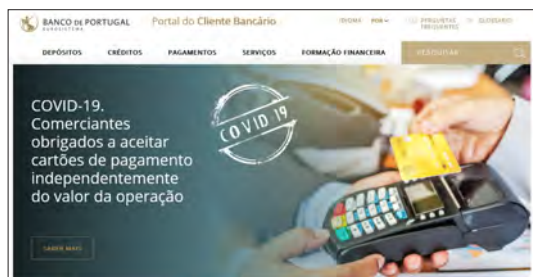 BANCO DE PORTUGAL
EUROSISTEMA
Portal do Cliente Bancário
IDIOMA POR
PERGUNTAS FREQUENTES
GLOSSÁRIO
DEPÓSITOS CRÉDITOS PAGAMENTOS SERVIÇOS FORMAÇÃO FINANCEIRA
PESQUISAR
COVID-19.
Comerciantes
obrigados a aceitar
cartões de pagamento
independentemente
do valor da operação
COVID 19
SABER MAIS